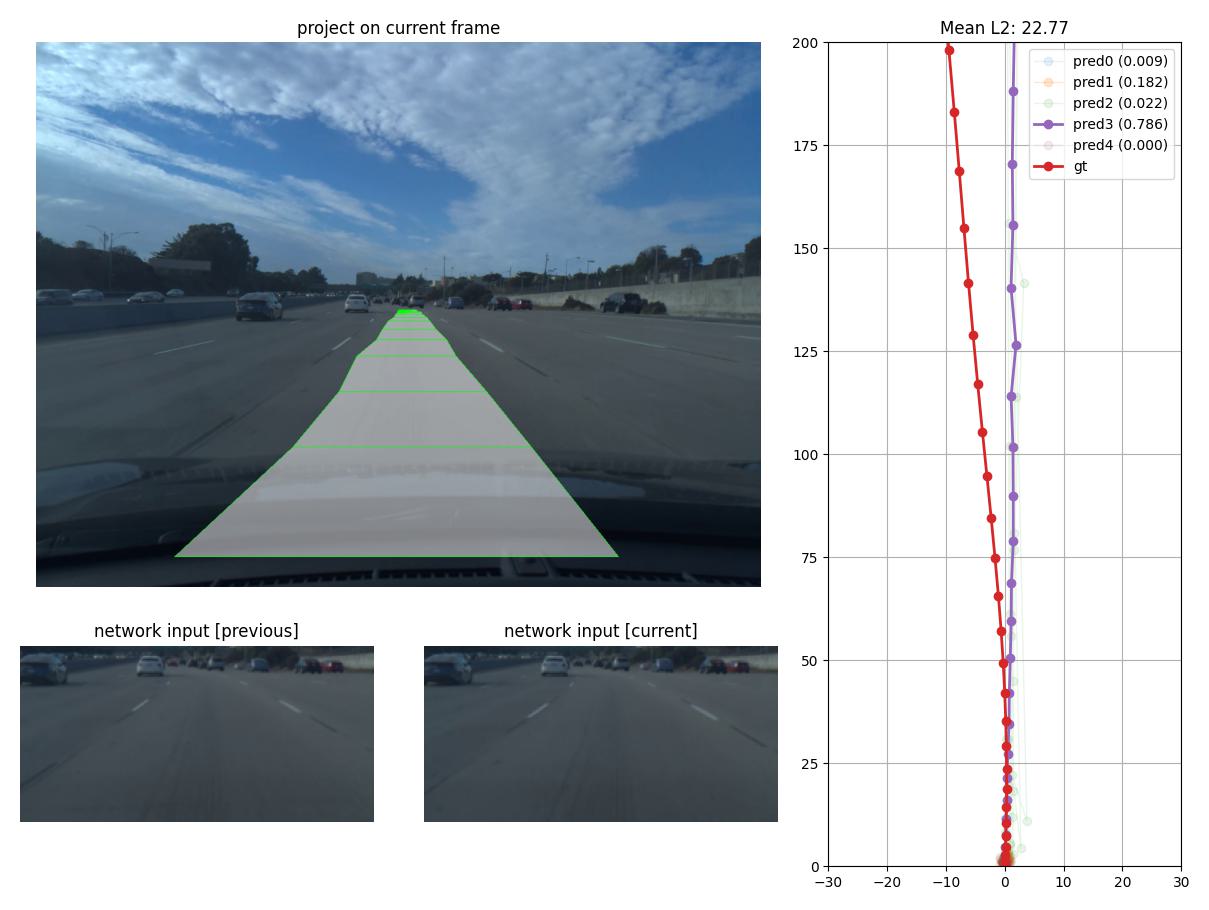 project on current frame
Mean L2: 22.77
200
175
150
125
100
75
50
25
0
−30
−20
−10
0
10
20
30
pred0 (0.009)
pred1 (0.182)
pred2 (0.022)
pred3 (0.786)
pred4 (0.000)
gt
network input [previous]
network input [current]